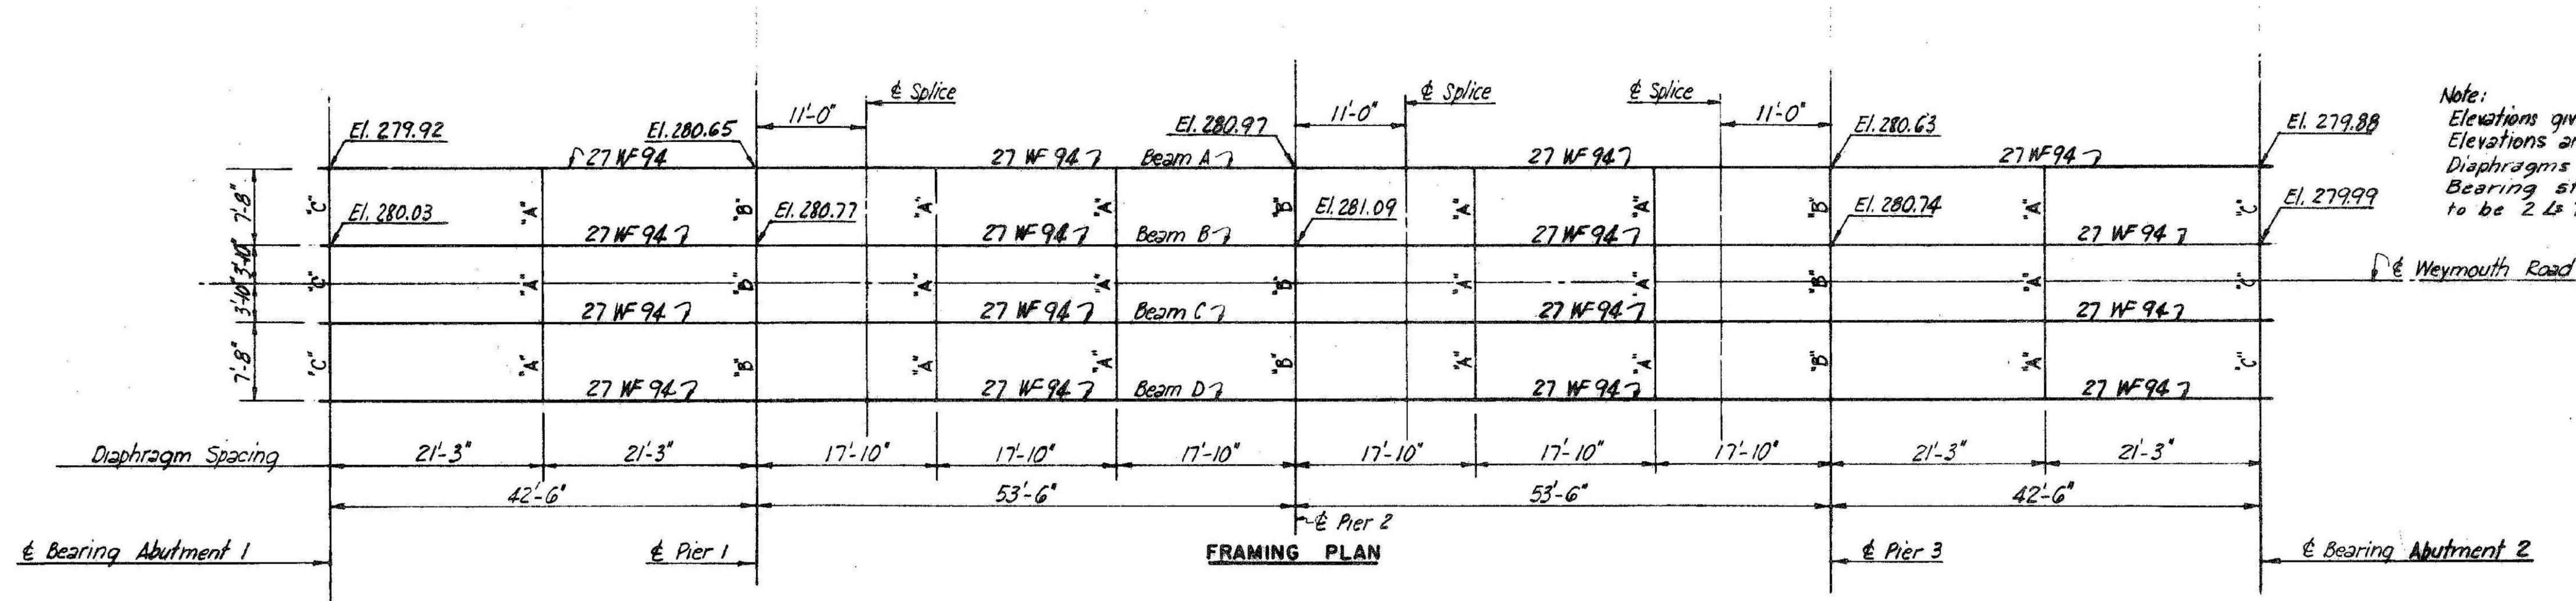 ℄ Splice
℄ Splice
℄ Splice
11'-0"
11'-0"
11'-0"
Note:
Elevations
Elevations
Diaphragms
Bearing
to be 2 Ls
El. 279.92
El. 280.65
El. 280.97
El. 280.63
El. 279.88
27 WF 94
27 WF 94
Beam A
27 WF 94
27 WF 94
7'-8"
"C"
El. 280.03
"A"
"B"
El. 280.77
"A"
"A"
"B"
El. 281.09
"A"
"A"
"B"
El. 280.74
"A"
"C"
El. 279.99
27 WF 94
27 WF 94
Beam B
27 WF 94
27 WF 94
3'-10"
3'-10"
"C"
"A"
"B"
"A"
"A"
"B"
"A"
"A"
"B"
"A"
"C"
℄ Weymouth Road
27 WF 94
27 WF 94
Beam C
27 WF 94
27 WF 94
7'-8"
"C"
"A"
"B"
"A"
"A"
"B"
"A"
"A"
"B"
"A"
"C"
27 WF 94
27 WF 94
Beam D
27 WF 94
27 WF 94
Diaphragm Spacing
21'-3"
21'-3"
17'-10"
17'-10"
17'-10"
17'-10"
17'-10"
17'-10"
21'-3"
21'-3"
42'-6"
53'-6"
53'-6"
42'-6"
℄ Bearing Abutment 1
℄ Pier 1
℄ Pier 2
FRAMING PLAN
℄ Pier 3
℄ Bearing Abutment 2